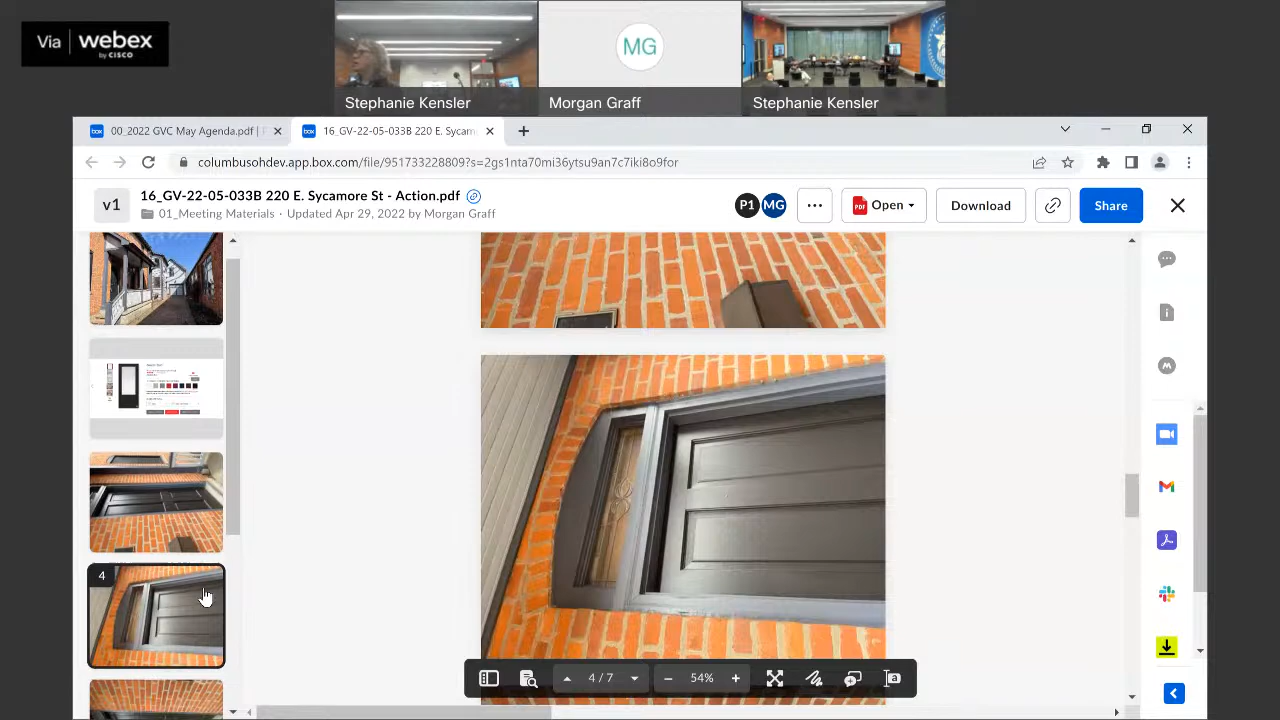 Via webex
by CISCO
MG
Stephanie Kensler
Morgan Graff
Stephanie Kensler
00_2022 GVC May Agenda.pdf |
16_GV-22-05-033B 220 E. Sycam
columbusohdev.app.box.com/file/951733228809?s=2gs1nta70mi36ytsu9an7c7iki8o9for
v1
16_GV-22-05-033B 220 E. Sycamore St - Action.pdf
1_Meeting Materials • Updated Apr 29, 2022 by Morgan Graff
P1 MG
PDF Open
Download
Share
4
4 / 7
54%